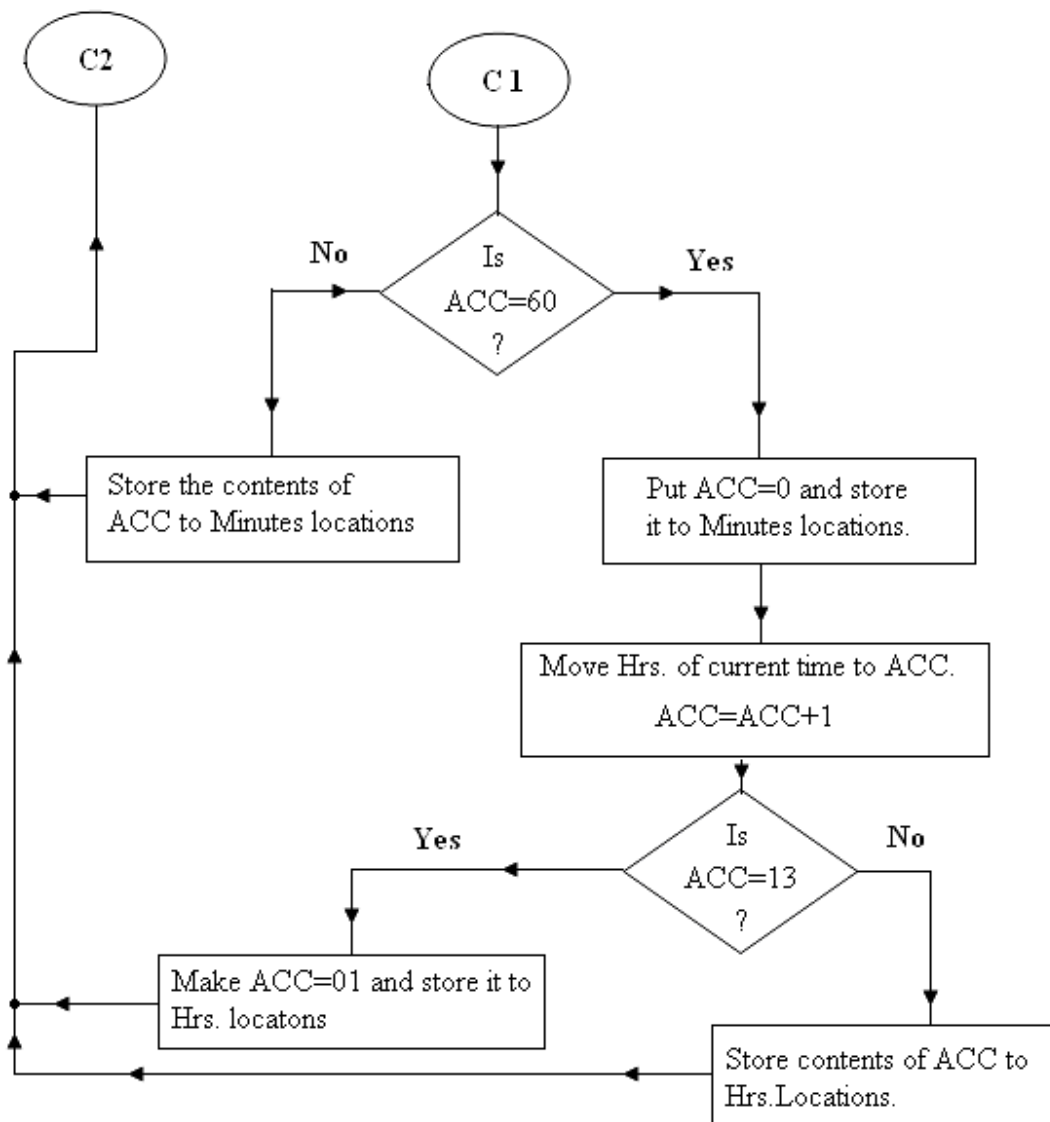 C2
C 1
No
Is
Yes
ACC=60
?
Store the contents of
ACC to Minutes locations
Put ACC=0 and store
it to Minutes locations.
Move Hrs. of current time to ACC.
ACC=ACC+1
Yes
Is
No
ACC=13
?
Make ACC=01 and store it to
Hrs. locatons
Store contents of ACC to
Hrs.Locations.